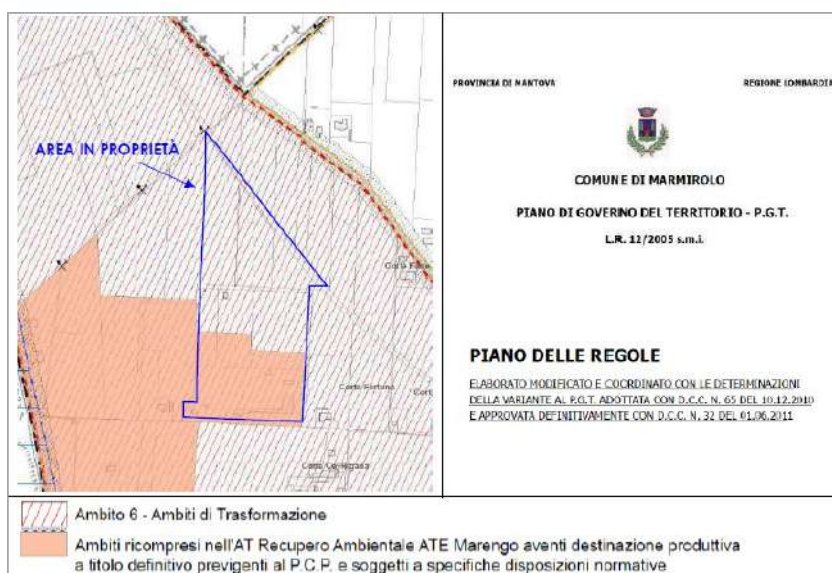 AREA IN PROPRIETÀ
Corte Fortuna
PROVINCIA DI MANTOVA
REGIONE LOMBARDIA
COMUNE DI MARMIROLO
PIANO DI GOVERNO DEL TERRITORIO - P.G.T.
L.R. 12/2005 s.m.i.
PIANO DELLE REGOLE
ELABORATO MODIFICATO E COORDINATO CON LE DETERMINAZIONI
DELLA VARIANTE AL P.G.T. ADOTTATA CON D.C.C. N. 65 DEL 10.12.2010
E APPROVATA DEFINITIVAMENTE CON D.C.C. N. 32 DEL 01.06.2011
Ambito 6 - Ambiti di Trasformazione
Ambiti ricompresi nell'AT Recupero Ambientale ATE Marengo aventi destinazione produttiva
a titolo definitivo previgenti al P.C.P. e soggetti a specifiche disposizioni normative